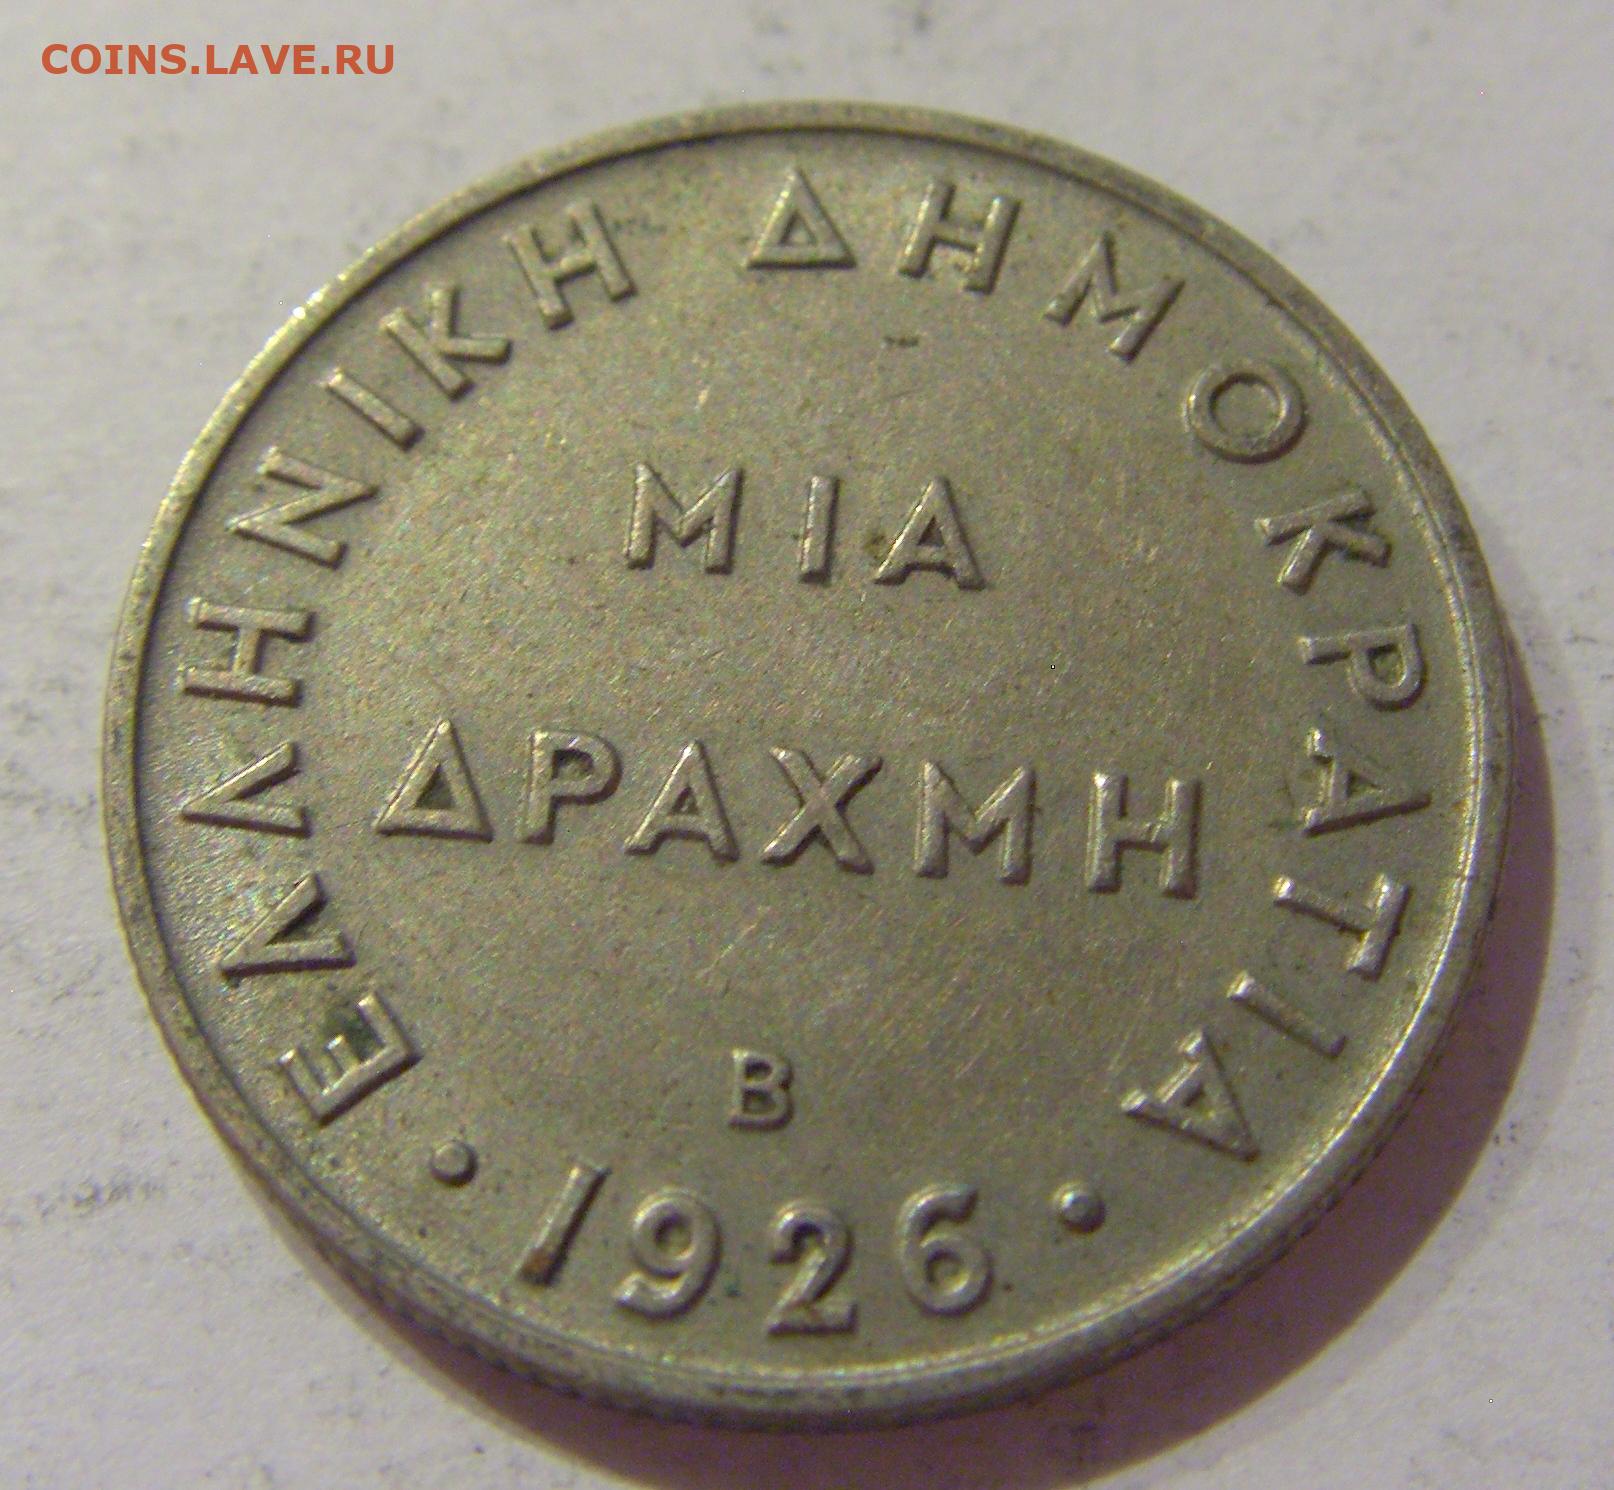 COINS.LAVE.RU
ΕΛΛΗΝΙΚΗ ΔΗΜΟΚΡΑΤΙΑ
ΜΙΑ
ΔΡΑΧΜΗ
B
· 1926 ·